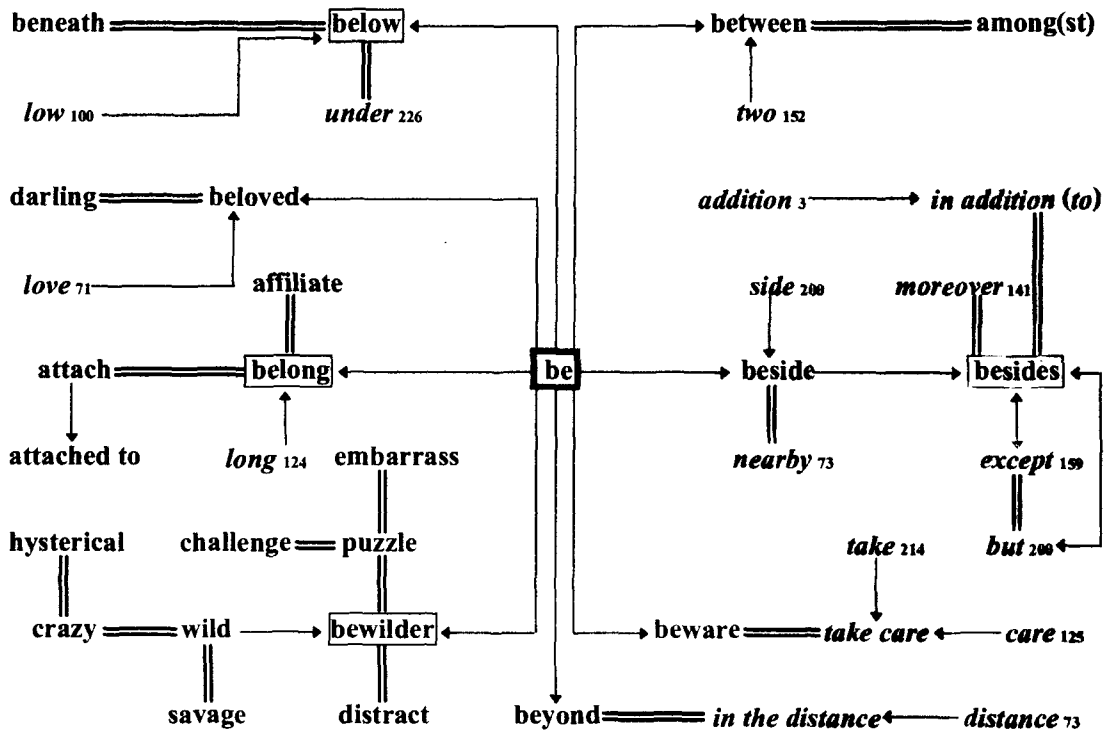 beneath below between among(st)
low 100 under 226 two 152
darling beloved addition 3 in addition (to)
love 71 affiliate side 200 moreover 141
attach belong be beside besides
attached to long 124 embarrass nearby 73 except 159
hysterical challenge puzzle take 214 but 200
crazy wild bewilder beware take care care 125
savage distract beyond in the distance distance 73